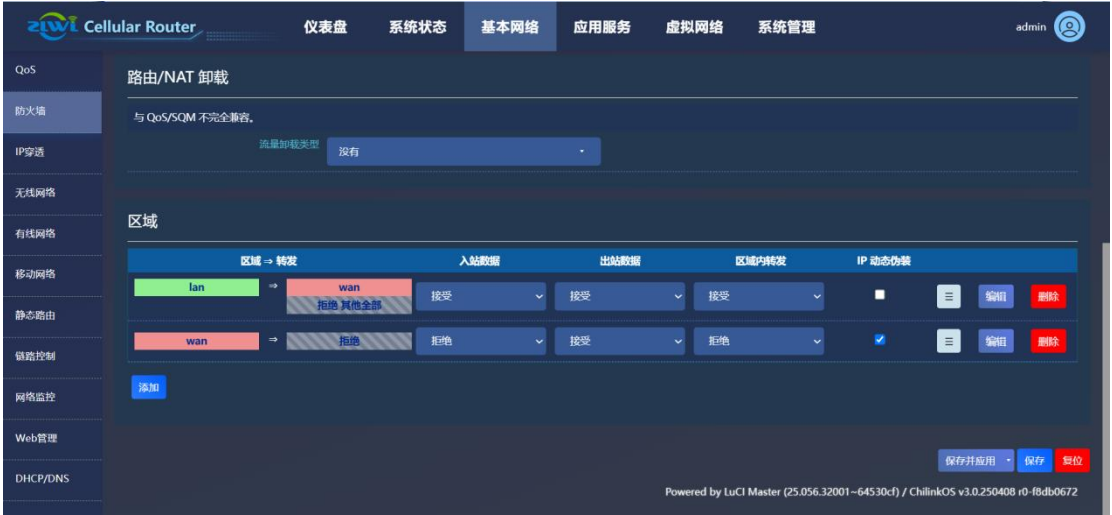 ZLWL Cellular Router 仪表盘 系统状态 基本网络 应用服务 虚拟网络 系统管理 admin
QoS
防火墙
IP穿透
无线网络
有线网络
移动网络
静态路由
链路控制
网络监控
Web管理
DHCP/DNS
路由/NAT 卸载
与 QoS/SQM 不完全兼容。
流量卸载类型 没有
区域
区域 ⇒ 转发 入站数据 出站数据 区域内转发 IP 动态伪装
lan ⇒ wan 接受 接受 接受 ☰ 编辑 删除
拒绝 其他全部
wan ⇒ 拒绝 拒绝 接受 拒绝 ☰ 编辑 删除
添加
保存并应用 保存 复位
Powered by LuCI Master (25.056.32001~64530cf) / ChilinkOS v3.0.250408 r0-f8db0672